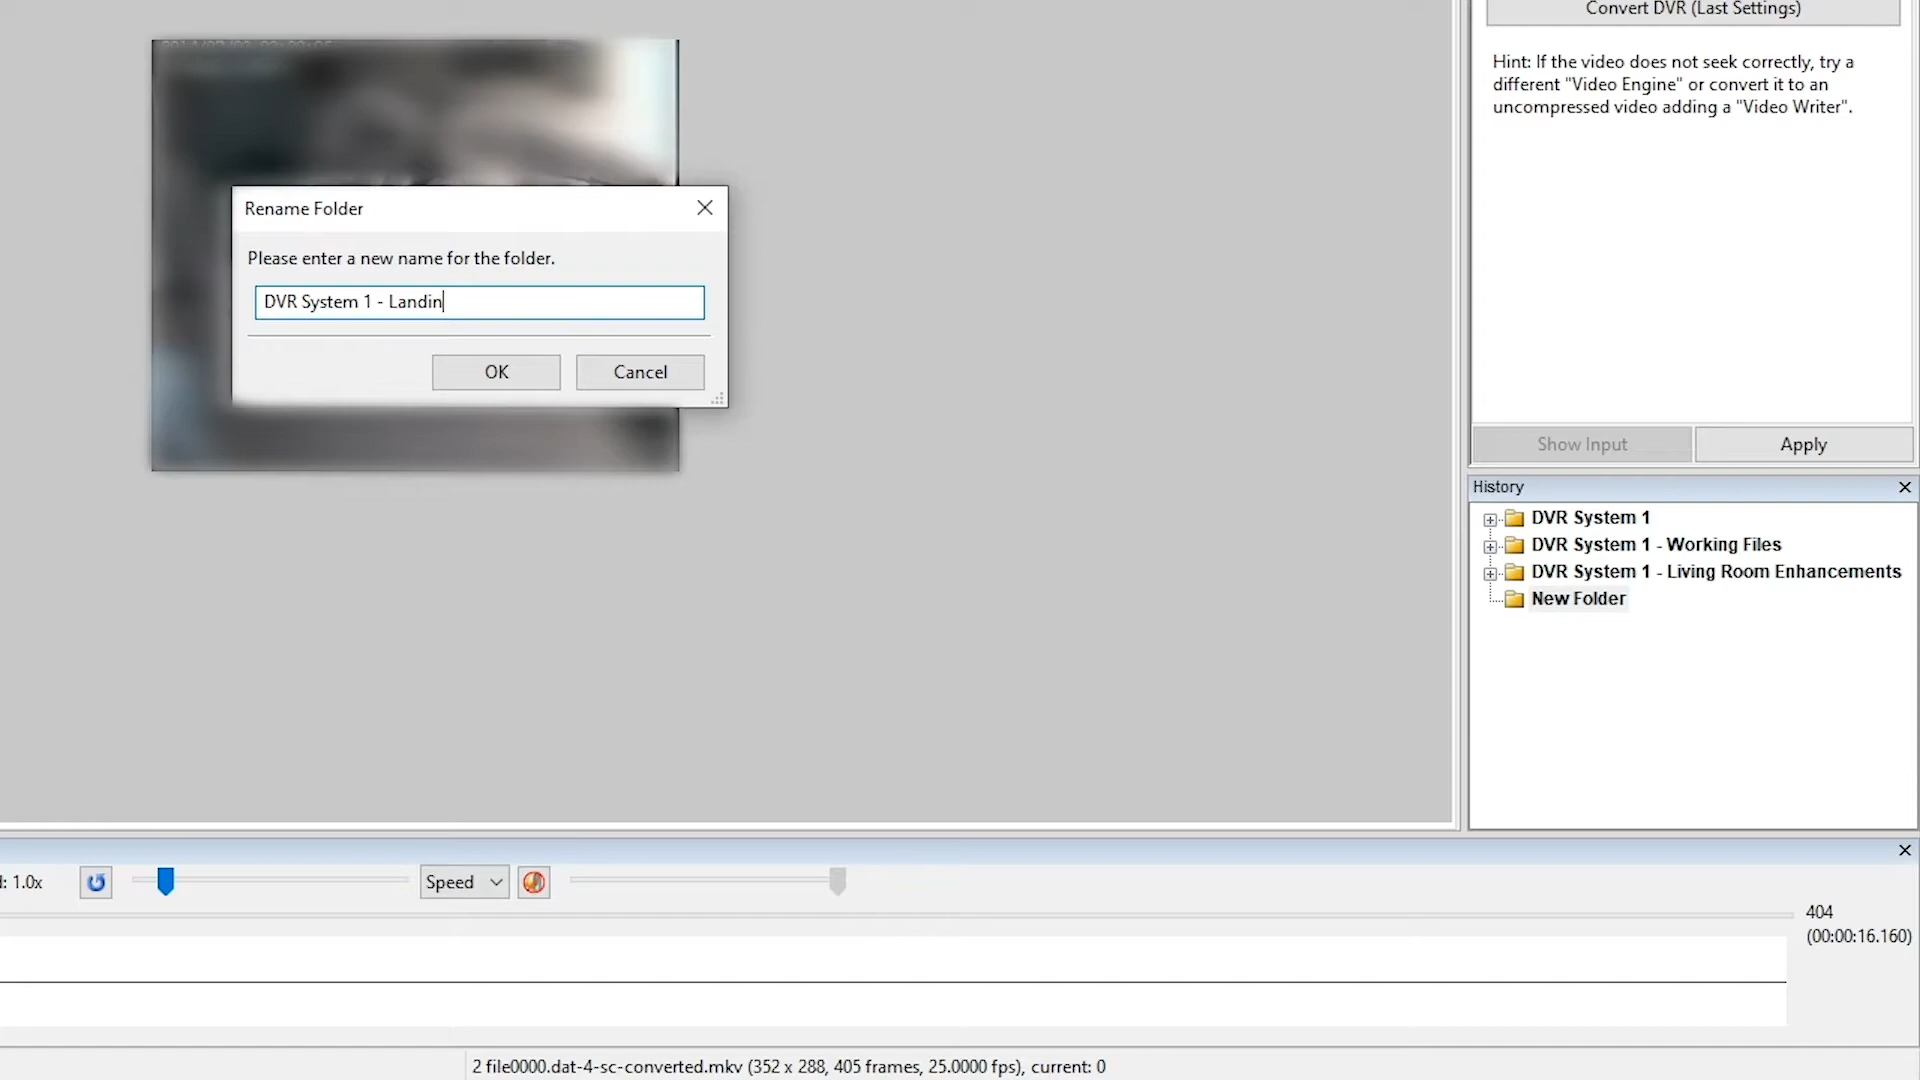 Convert DVR (Last Settings)
Hint: If the video does not seek correctly, try a
different "Video Engine" or convert it to an
uncompressed video adding a "Video Writer".
Rename Folder
Please enter a new name for the folder.
DVR System 1 - Landin
OK
Cancel
Show Input
Apply
History
DVR System 1
DVR System 1 - Working Files
DVR System 1 - Living Room Enhancements
New Folder
: 1.0x
Speed
404
(00:00:16.160)
2 file0000.dat-4-sc-converted.mkv (352 x 288, 405 frames, 25.0000 fps), current: 0